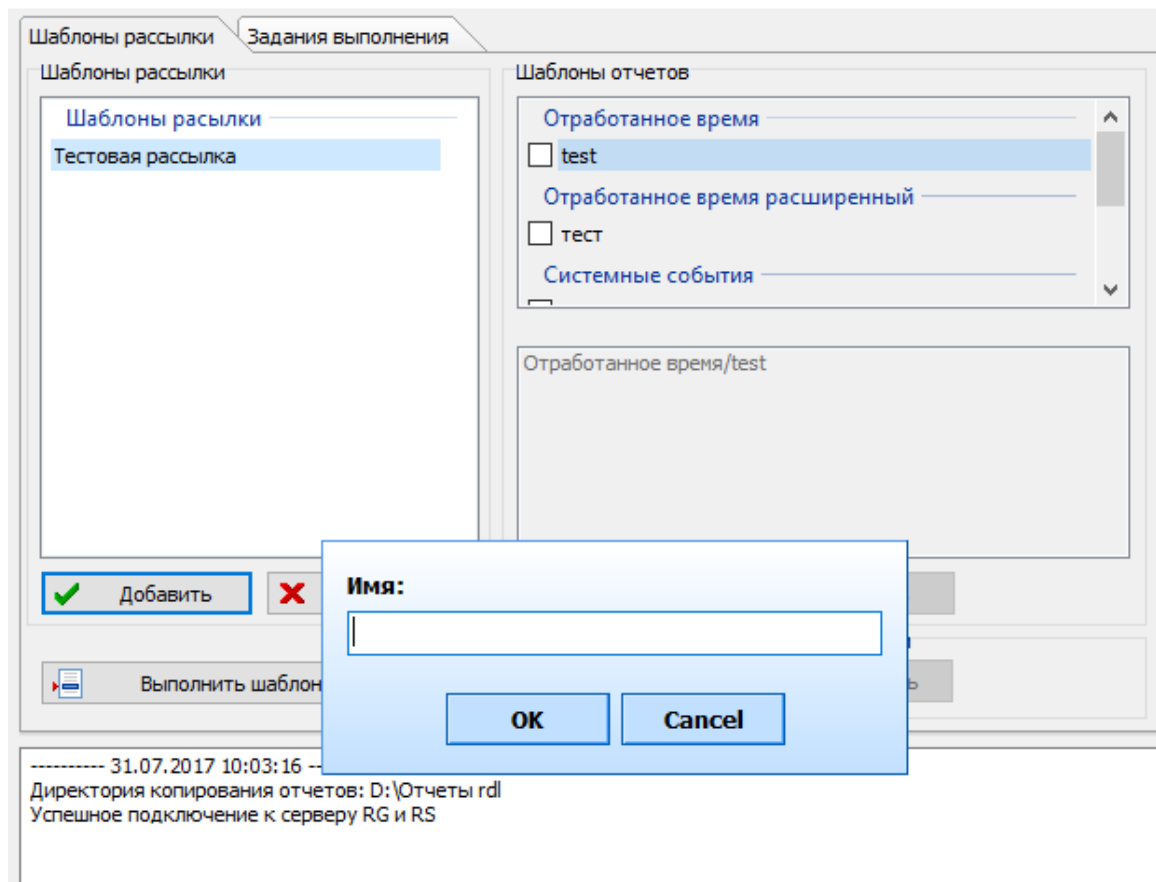 Шаблоны рассылки
Задания выполнения
Шаблоны рассылки
Шаблоны расылки
Тестовая рассылка
Шаблоны отчетов
Отработанное время
test
Отработанное время расширенный
тест
Системные события
Отработанное время/test
Добавить
Выполнить шаблон
Имя:
OK
Cancel
---------- 31.07.2017 10:03:16 --
Директория копирования отчетов: D:\Отчеты rdl
Успешное подключение к серверу RG и RS